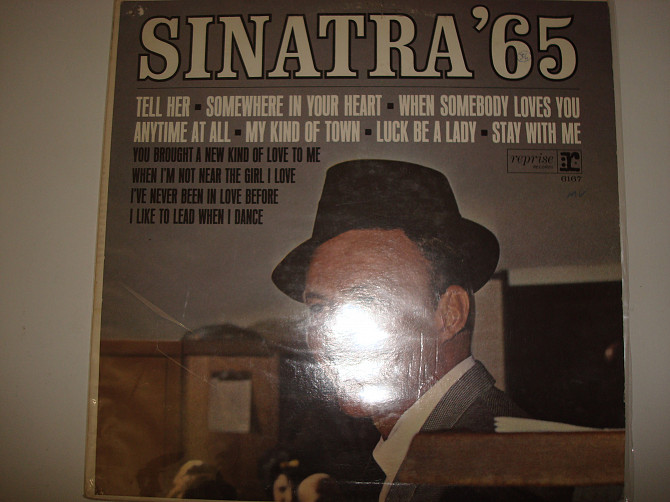 SINATRA '65
TELL HER ▪ SOMEWHERE IN YOUR HEART ▪ WHEN SOMEBODY LOVES YOU
ANYTIME AT ALL ▪ MY KIND OF TOWN ▪ LUCK BE A LADY ▪ STAY WITH ME
YOU BROUGHT A NEW KIND OF LOVE TO ME
WHEN I'M NOT NEAR THE GIRL I LOVE
I'VE NEVER BEEN IN LOVE BEFORE
I LIKE TO LEAD WHEN I DANCE
reprise
RECORDS
r:
0107